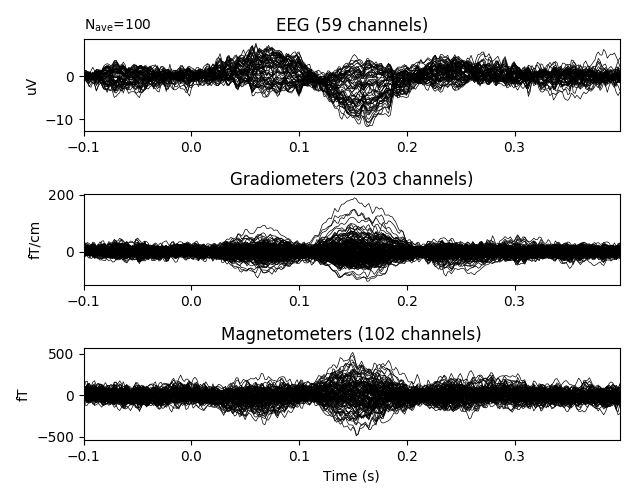 Nave=100
EEG (59 channels)
uV
0
−10
−0.1 0.0 0.1 0.2 0.3
Gradiometers (203 channels)
fT/cm
200
0
−0.1 0.0 0.1 0.2 0.3
Magnetometers (102 channels)
fT
500
0
−500
−0.1 0.0 0.1 0.2 0.3
Time (s)